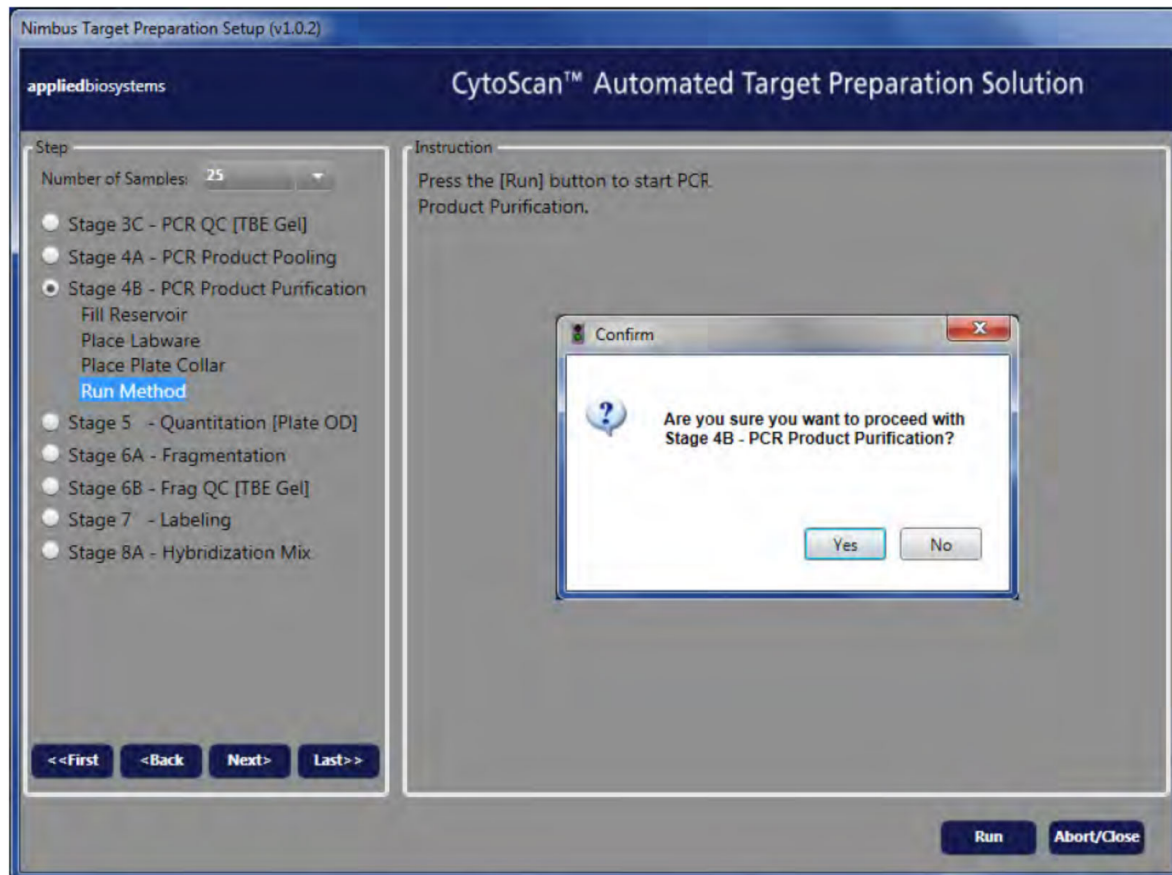 Nimbus Target Preparation Setup (v1.0.2)
appliedbiosystems
CytoScan™ Automated Target Preparation Solution
Step
Number of Samples: 25
Stage 3C - PCR QC [TBE Gel]
Stage 4A - PCR Product Pooling
Stage 4B - PCR Product Purification
Fill Reservoir
Place Labware
Place Plate Collar
Run Method
Stage 5 - Quantitation [Plate OD]
Stage 6A - Fragmentation
Stage 6B - Frag QC [TBE Gel]
Stage 7 - Labeling
Stage 8A - Hybridization Mix
<<First
<Back
Next>
Last>>
Instruction
Press the [Run] button to start PCR
Product Purification.
Confirm
Are you sure you want to proceed with
Stage 4B - PCR Product Purification?
Yes
No
Run
Abort/Close